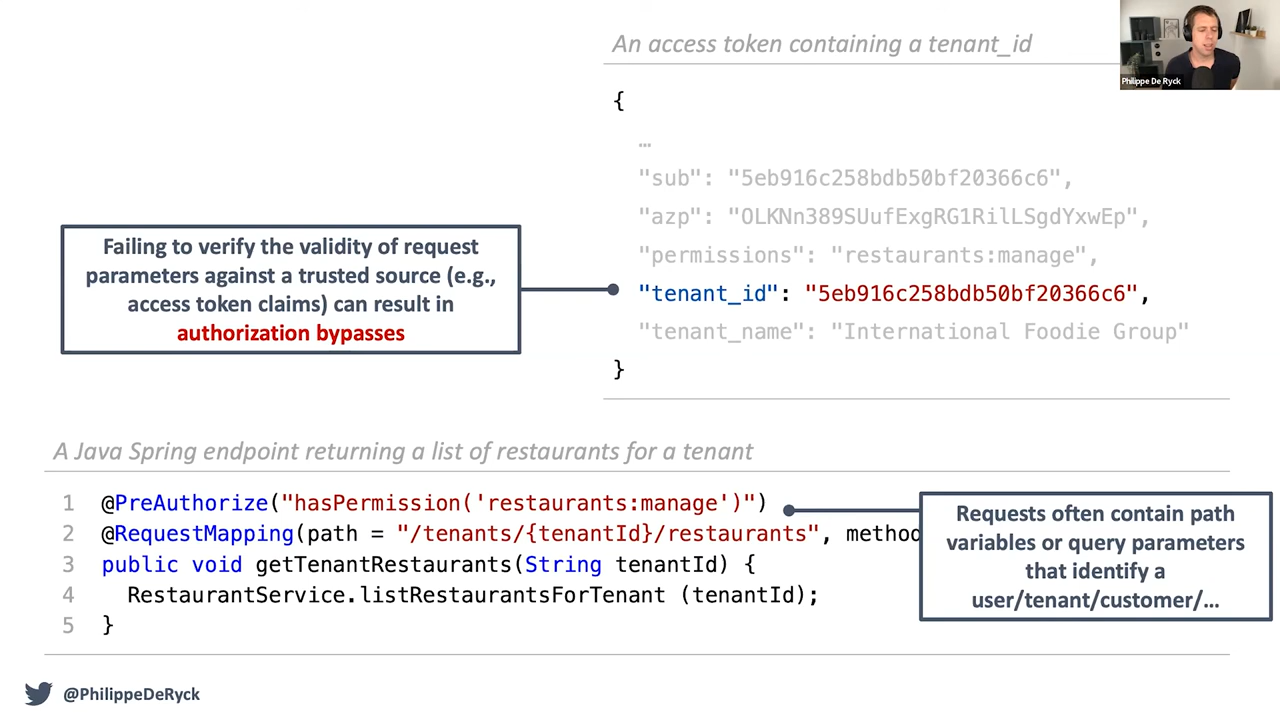 An access token containing a tenant_id
Philippe De Ryck
{
…
"sub": "5eb916c258bdb50bf20366c6",
"azp": "OLKNn389SUufExgRG1RilLSgdYxwEp",
"permissions": "restaurants:manage",
"tenant_id": "5eb916c258bdb50bf20366c6",
"tenant_name": "International Foodie Group"
}
Failing to verify the validity of request
parameters against a trusted source (e.g.,
access token claims) can result in
authorization bypasses
A Java Spring endpoint returning a list of restaurants for a tenant
1 @PreAuthorize("hasPermission('restaurants:manage')")
2 @RequestMapping(path = "/tenants/{tenantId}/restaurants", method
3 public void getTenantRestaurants(String tenantId) {
4 RestaurantService.listRestaurantsForTenant (tenantId);
5 }
Requests often contain path
variables or query parameters
that identify a
user/tenant/customer/…
@PhilippeDeRyck